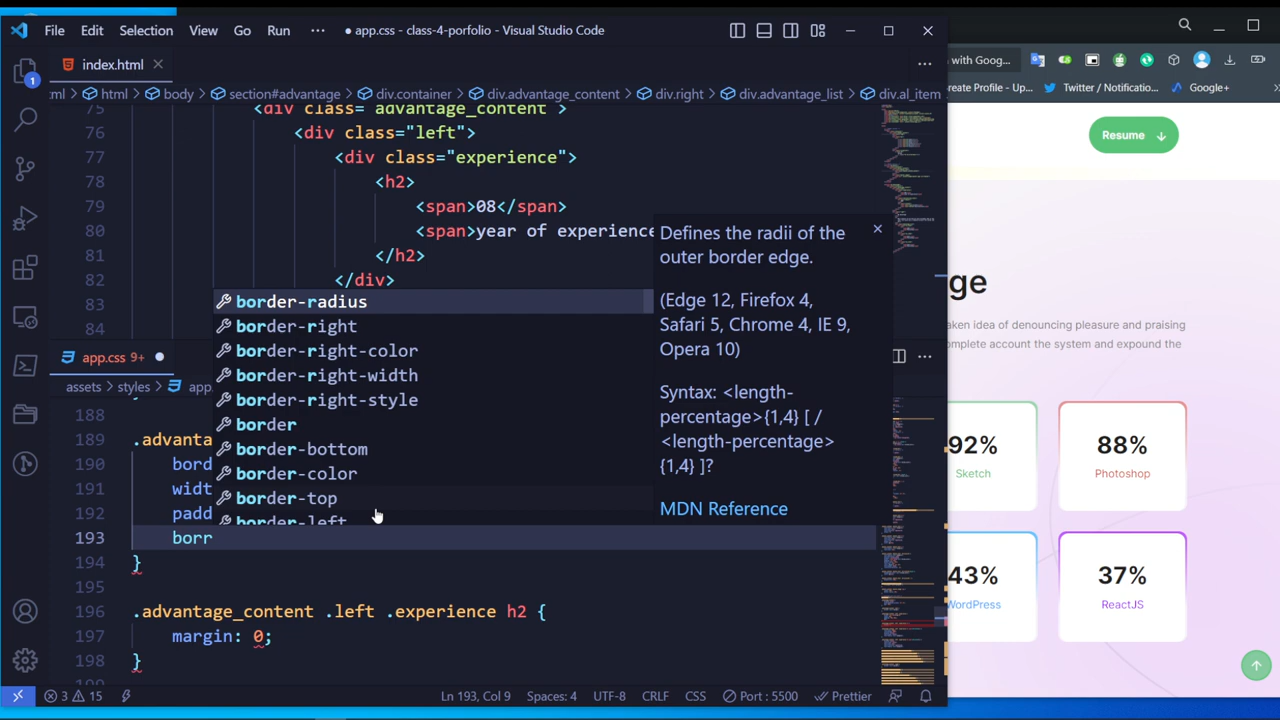 File Edit Selection View Go Run ··· ● app.css - class-4-porfolio - Visual Studio Code
index.html
ml > html > body > section#advantage > div.container > div.advantage_content > div.right > div.advantage_list > div.al_item
75 <div class="advantage_content">
76 <div class="left">
77 <div class="experience">
78 <h2>
79 <span>08</span>
80 <span>year of experience
81 </h2>
82 </div>
83
84
border-radius
border-right
border-right-color
border-right-width
border-right-style
border
border-bottom
border-color
border-top
border-left
Defines the radii of the
outer border edge.
(Edge 12, Firefox 4,
Safari 5, Chrome 4, IE 9,
Opera 10)
Syntax: <length-
percentage>{1,4} [ /
<length-percentage>
{1,4} ]?
MDN Reference
app.css 9+ ●
assets > styles > app.
188
189 .advanta
190 bord
191 widt
192 padd
193 borr
194 }
195
196 .advantage_content .left .experience h2 {
197 margin: 0;
198 }
1
3 15 Ln 193, Col 9 Spaces: 4 UTF-8 CRLF CSS Port : 5500 Prettier
with Goog...
reate Profile - Up... Twitter / Notificatio... Google+
Resume
ge
aken idea of denouncing pleasure and praising
omplete account the system and expound the
92%
Sketch
88%
Photoshop
43%
WordPress
37%
ReactJS